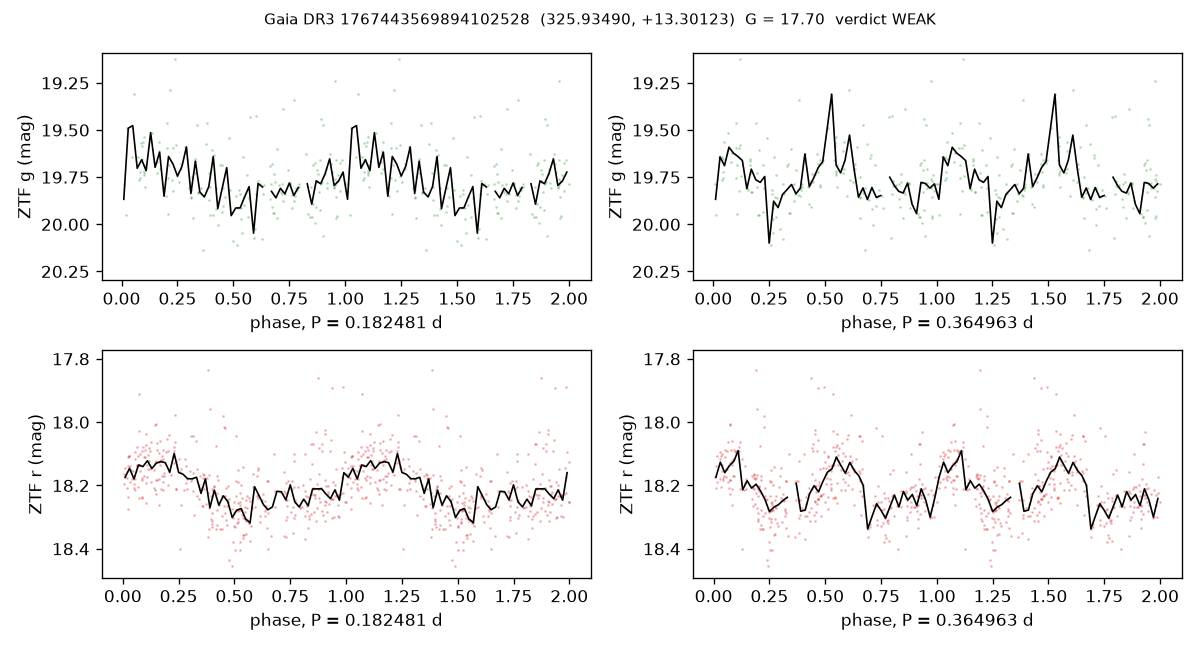 Gaia DR3 1767443569894102528 (325.93490, +13.30123) G = 17.70 verdict WEAK
ZTF g (mag)
19.25
19.50
19.75
20.00
20.25
0.00 0.25 0.50 0.75 1.00 1.25 1.50 1.75 2.00
phase, P = 0.182481 d
ZTF g (mag)
19.25
19.50
19.75
20.00
20.25
0.00 0.25 0.50 0.75 1.00 1.25 1.50 1.75 2.00
phase, P = 0.364963 d
ZTF r (mag)
17.8
18.0
18.2
18.4
0.00 0.25 0.50 0.75 1.00 1.25 1.50 1.75 2.00
phase, P = 0.182481 d
ZTF r (mag)
17.8
18.0
18.2
18.4
0.00 0.25 0.50 0.75 1.00 1.25 1.50 1.75 2.00
phase, P = 0.364963 d